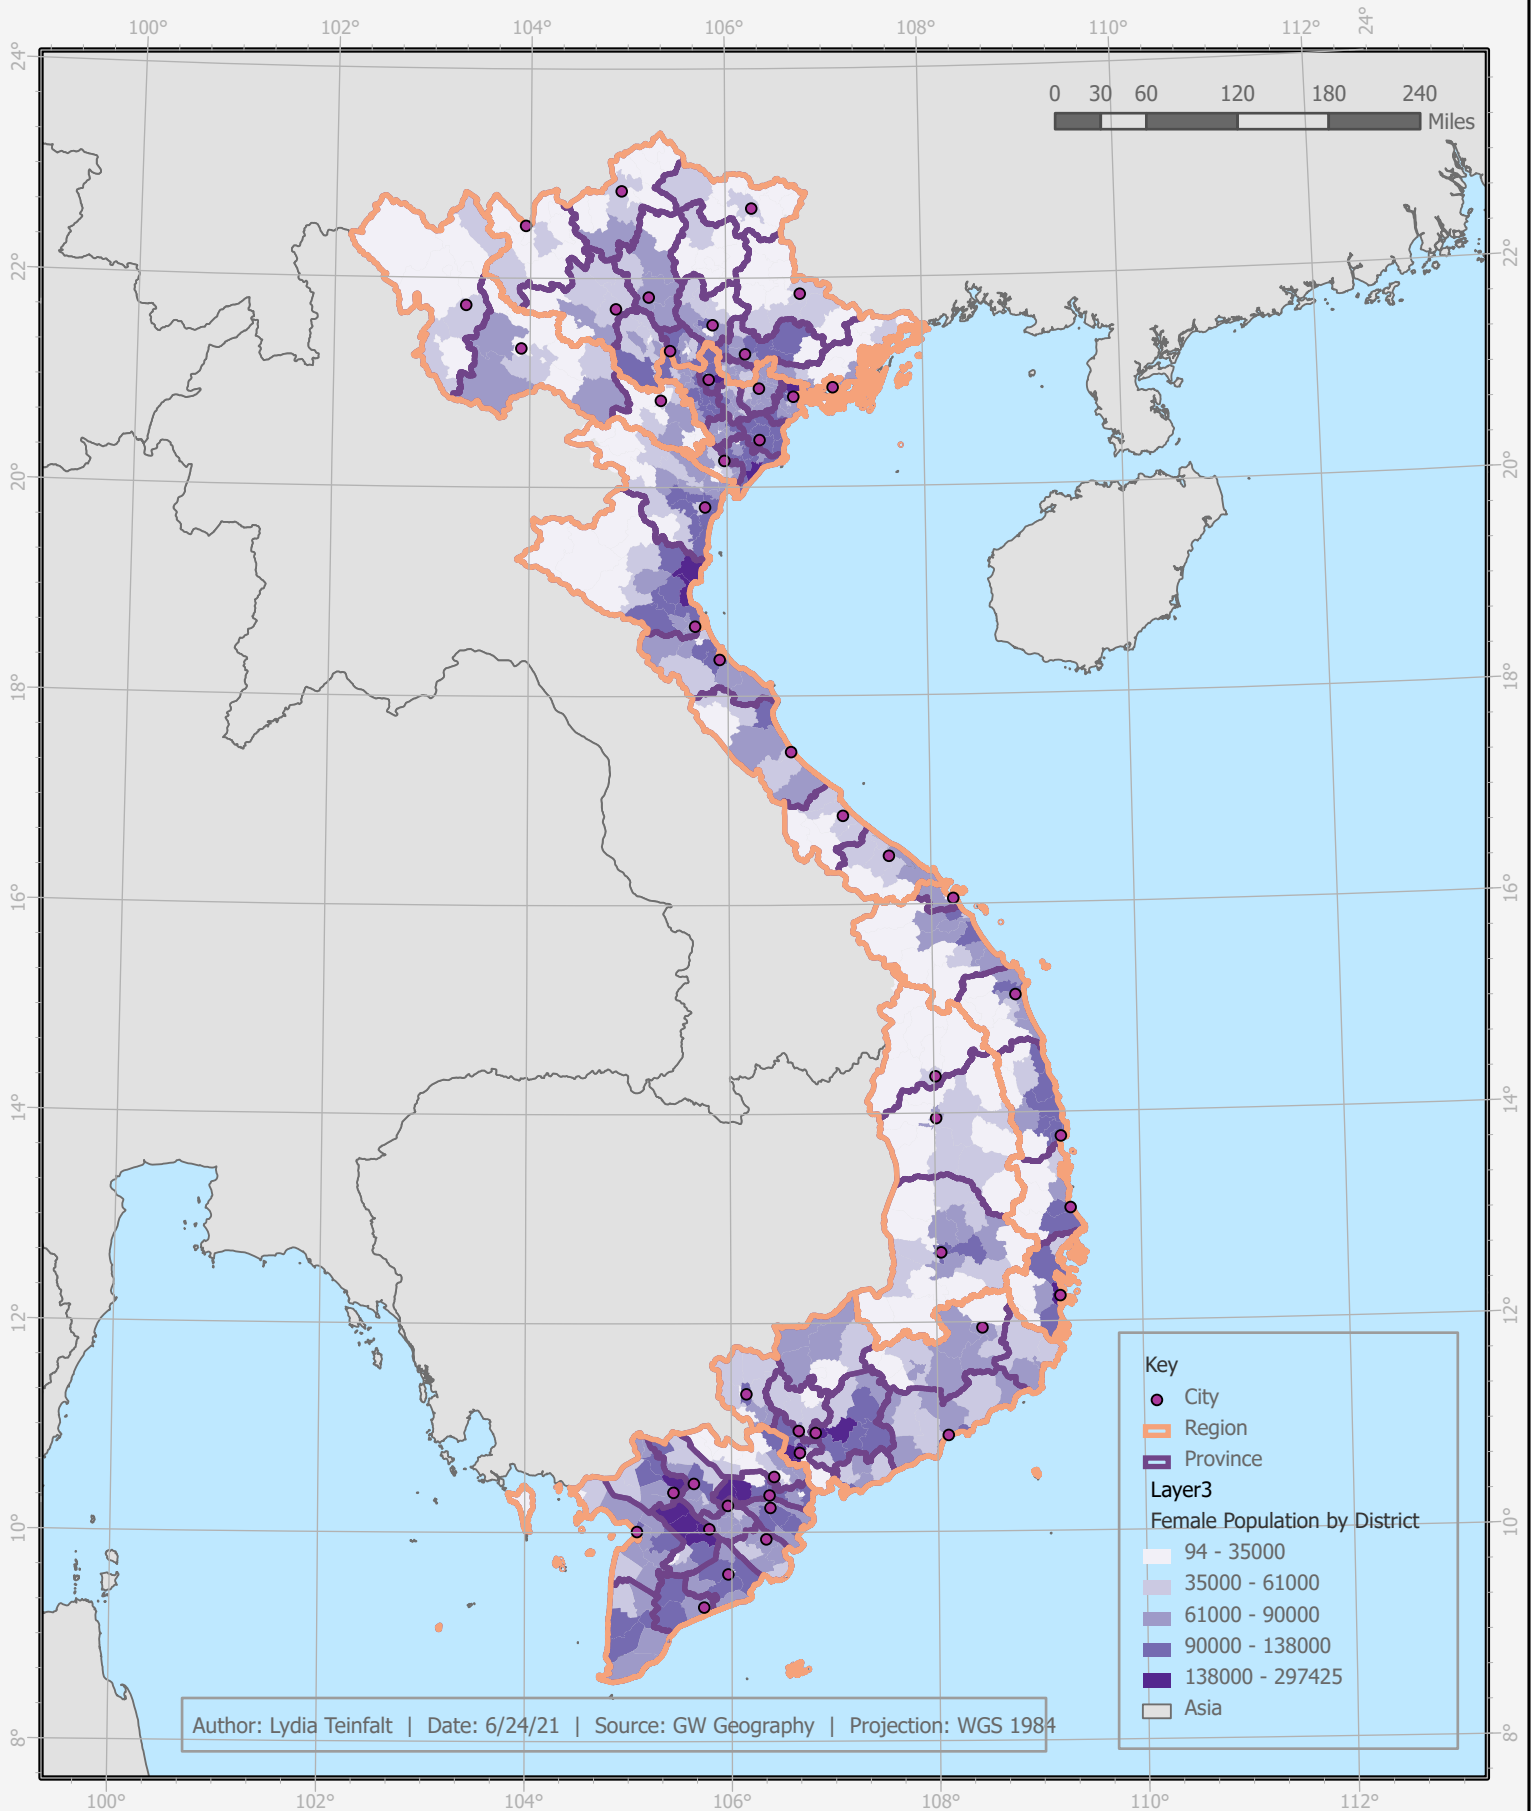 100° 102° 104° 106° 108° 110° 112° 24°
24° 0 30 60 120 180 240
Miles
22° 22°
20° 20°
18° 18°
16° 16°
14° 14°
12° 12°
Key
City
Region
Province
Layer3
10° Female Population by District 10°
94 - 35000
35000 - 61000
61000 - 90000
90000 - 138000
138000 - 297425
Asia
Author: Lydia Teinfalt | Date: 6/24/21 | Source: GW Geography | Projection: WGS 1984
8° 8°
100° 102° 104° 106° 108° 110° 112°